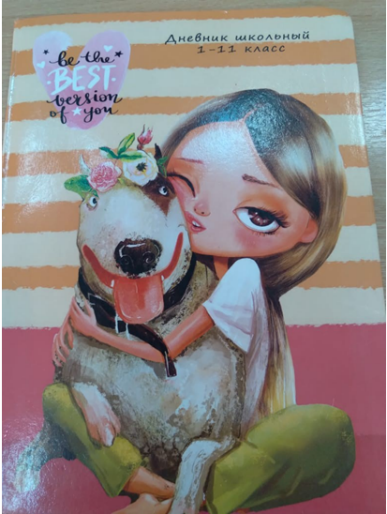 be the
BEST
version
of you
Дневник школьный
1-11 класс